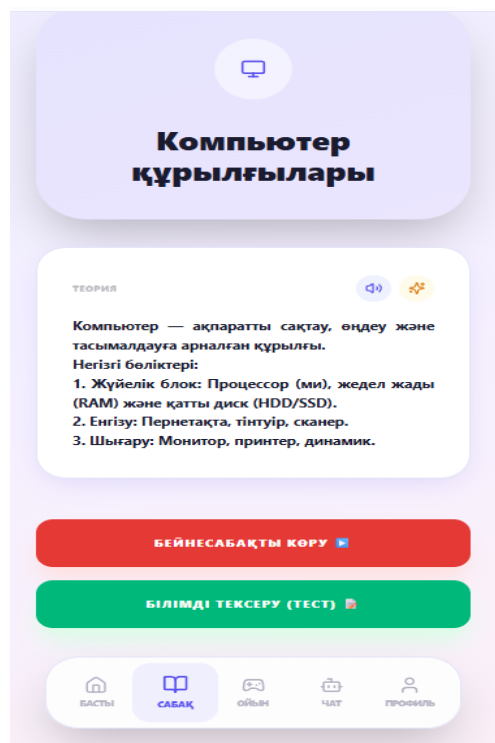 Компьютер
құрылғылары
ТЕОРИЯ
Компьютер — ақпаратты сақтау, өңдеу және
тасымалдауға арналған құрылғы.
Негізгі бөліктері:
1. Жүйелік блок: Процессор (ми), жедел жады
(RAM) және қатты диск (HDD/SSD).
2. Енгізу: Пернетақта, тінтуір, сканер.
3. Шығару: Монитор, принтер, динамик.
БЕЙНЕСАБАҚТЫ КӨРУ
БІЛІМДІ ТЕКСЕРУ (ТЕСТ)
БАСТЫ САБАҚ ОЙЫН ЧАТ ПРОФИЛЬ